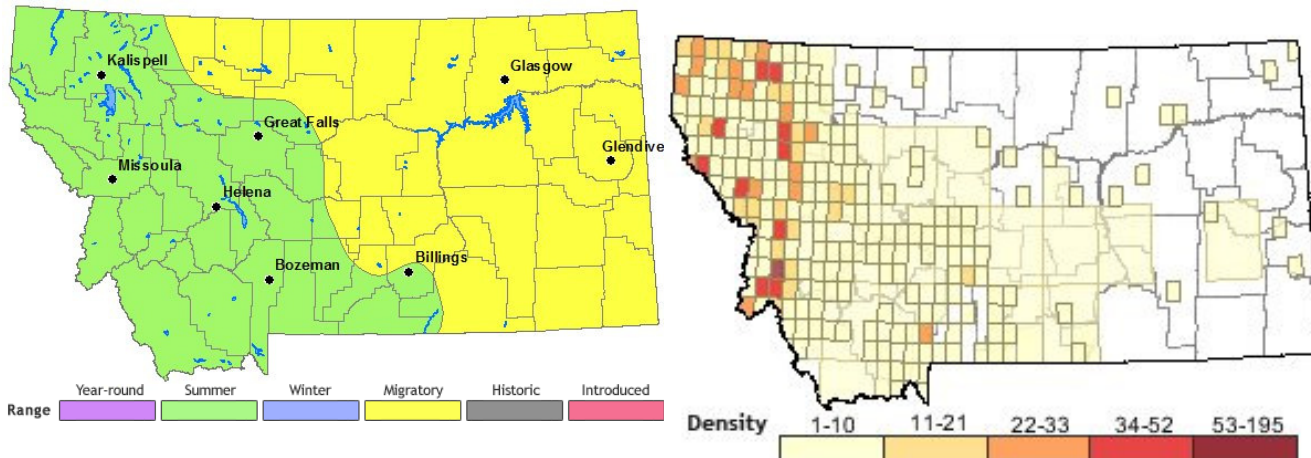 Kalispell
Glasgow
Great Falls
Glendive
Missoula
Helena
Bozeman
Billings
Year-round Summer Winter Migratory Historic Introduced
Range
Density 1-10 11-21 22-33 34-52 53-195